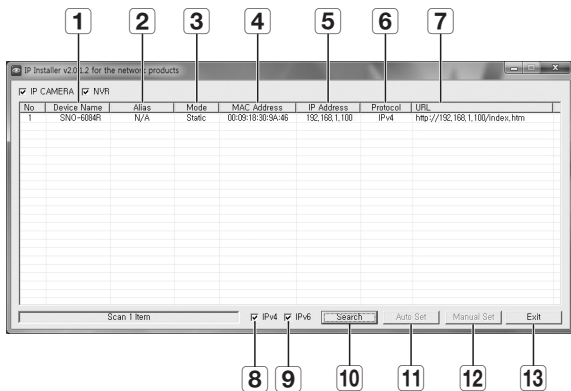 1 2 3 4 5 6 7
IP Installer v2.0.1.2 for the network products
IP CAMERA NVR
No Device Name Alias Mode MAC Address IP Address Protocol URL
1 SNO-6084R N/A Static 00:09:18:30:9A:46 192,168,1,100 IPv4 http://192,168,1,100/index,htm
Scan 1 Item IPv4 IPv6 Search Auto Set Manual Set Exit
8 9 10 11 12 13